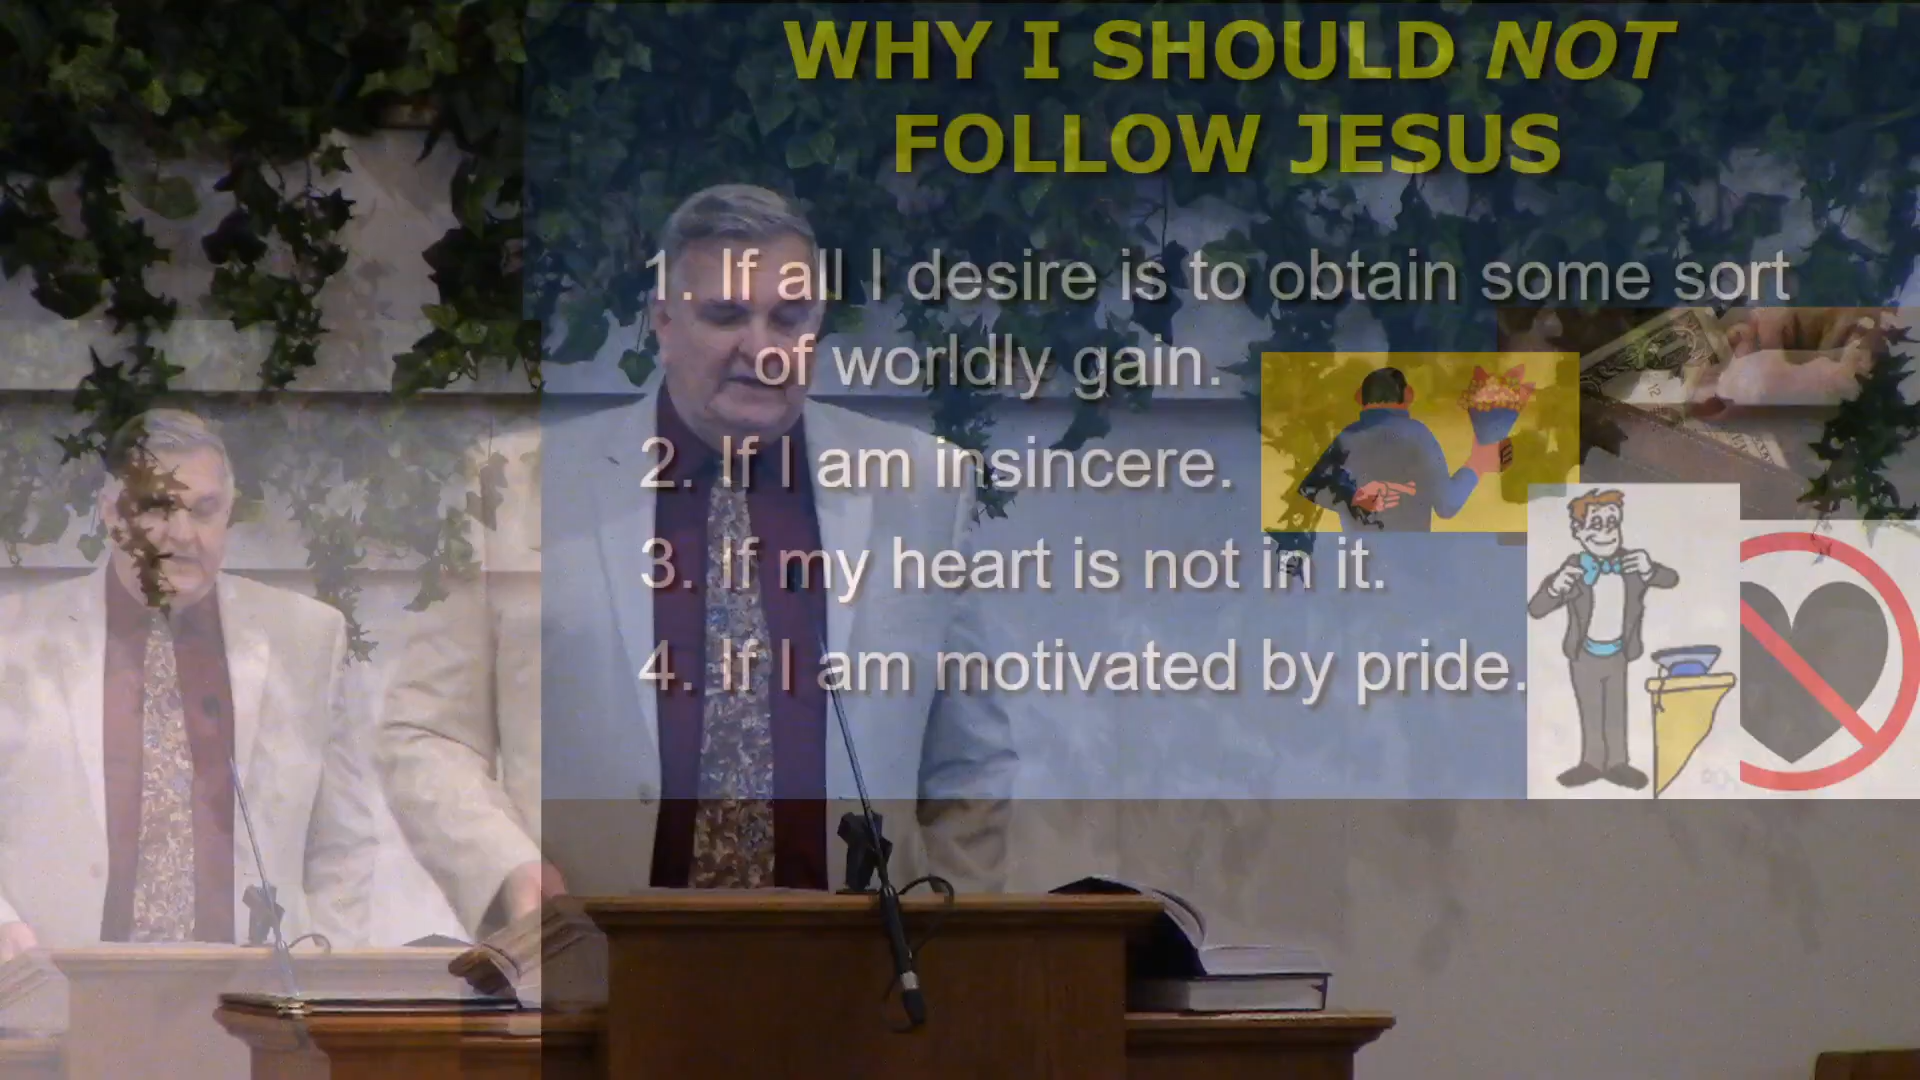 WHY I SHOULD NOT
FOLLOW JESUS
1. If all I desire is to obtain some sort
of worldly gain.
2. If I am insincere.
3. If my heart is not in it.
4. If I am motivated by pride.